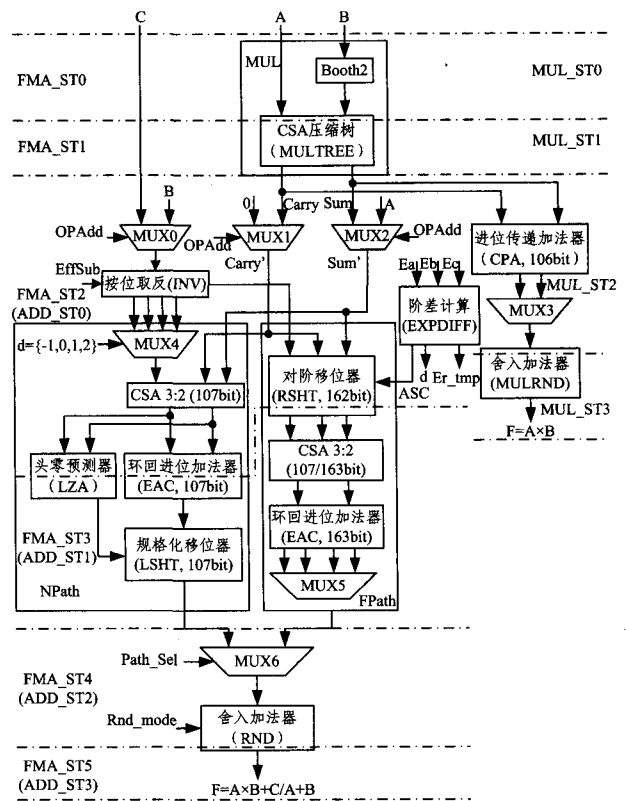 C
A
B
FMA_ST0
MUL
Booth2
MUL_ST0
FMA_ST1
CSA压缩树
(MULTREE)
MUL_ST1
B
0
Carry
Sum
A
OPAdd
MUX0
OPAdd
MUX1
MUX2
OPAdd
进位传递加法器
(CPA, 106bit)
Carry'
Sum'
EffSub
按位取反(INV)
Ea
Eb
Ec
MUL_ST2
FMA_ST2
(ADD_ST0)
阶差计算
(EXPDIFF)
MUX3
d={-1,0,1,2}
MUX4
舍入加法器
(MULRND)
CSA 3:2 (107bit)
对阶移位器
(RSHT, 162bit)
ASC
d
Er_tmp
MUL_ST3
F=A×B
头零预测器
(LZA)
环回进位加法器
(EAC, 107bit)
CSA 3:2
(107/163bit)
FMA_ST3
(ADD_ST1)
规格化移位器
(LSHT, 107bit)
环回进位加法器
(EAC, 163bit)
MUX5
NPath
FPath
Path_Sel
MUX6
FMA_ST4
(ADD_ST2)
Rnd_mode
舍入加法器
(RND)
FMA_ST5
(ADD_ST3)
F=A×B+C/A+B